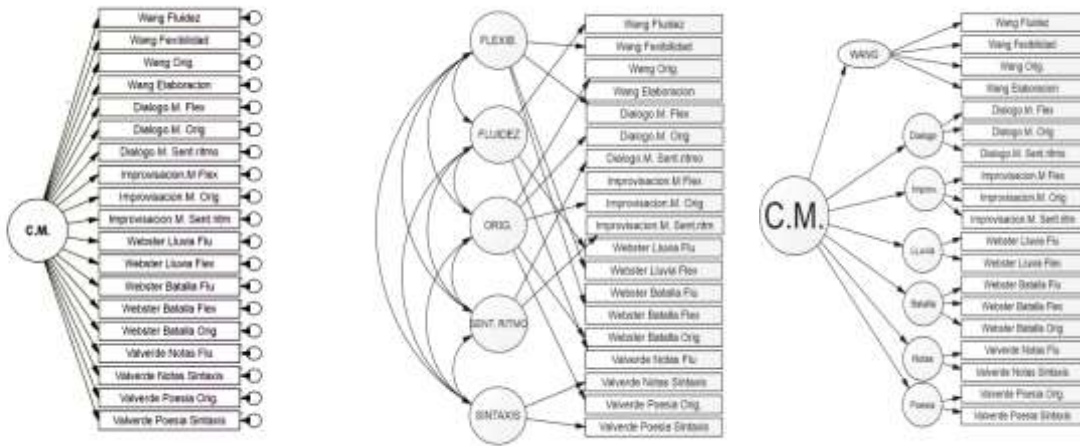 C.M.
Wang Fluidez
Wang Fexibilidad
Wang Orig.
Wang Elaboracion
Dialogo.M. Flex
Dialogo.M. Orig
Dialogo.M. Sent.ritmo
Improvisacion.M Flex
Improvisacion.M. Orig
Improvisacion.M. Sent.ritm
Webster Lluvia Flu
Webster Lluvia Flex
Webster Batalla Flu
Webster Batalla Flex
Webster Batalla Orig
Valverde Notas Flu
Valverde Notas Sintaxis
Valverde Poesia Orig.
Valverde Poesia Sintaxis
FLEXIB.
FLUIDEZ
ORIG.
SENT. RITMO
SINTAXIS
Wang Fluidez
Wang Fexibilidad
Wang Orig.
Wang Elaboracion
Dialogo.M. Flex
Dialogo.M. Orig
Dialogo.M. Sent.ritmo
Improvisacion.M Flex
Improvisacion.M. Orig
Improvisacion.M. Sent.ritm
Webster Lluvia Flu
Webster Lluvia Flex
Webster Batalla Flu
Webster Batalla Flex
Webster Batalla Orig
Valverde Notas Flu
Valverde Notas Sintaxis
Valverde Poesia Orig.
Valverde Poesia Sintaxis
C.M.
WANG
Dialogo
Improv.
LLuvia
Batalla
Notas
Poesia
Wang Fluidez
Wang Fexibilidad
Wang Orig.
Wang Elaboracion
Dialogo.M. Flex
Dialogo.M. Orig
Dialogo.M. Sent.ritmo
Improvisacion.M Flex
Improvisacion.M. Orig
Improvisacion.M. Sent.ritm
Webster Lluvia Flu
Webster Lluvia Flex
Webster Batalla Flu
Webster Batalla Flex
Webster Batalla Orig
Valverde Notas Flu
Valverde Notas Sintaxis
Valverde Poesia Orig.
Valverde Poesia Sintaxis